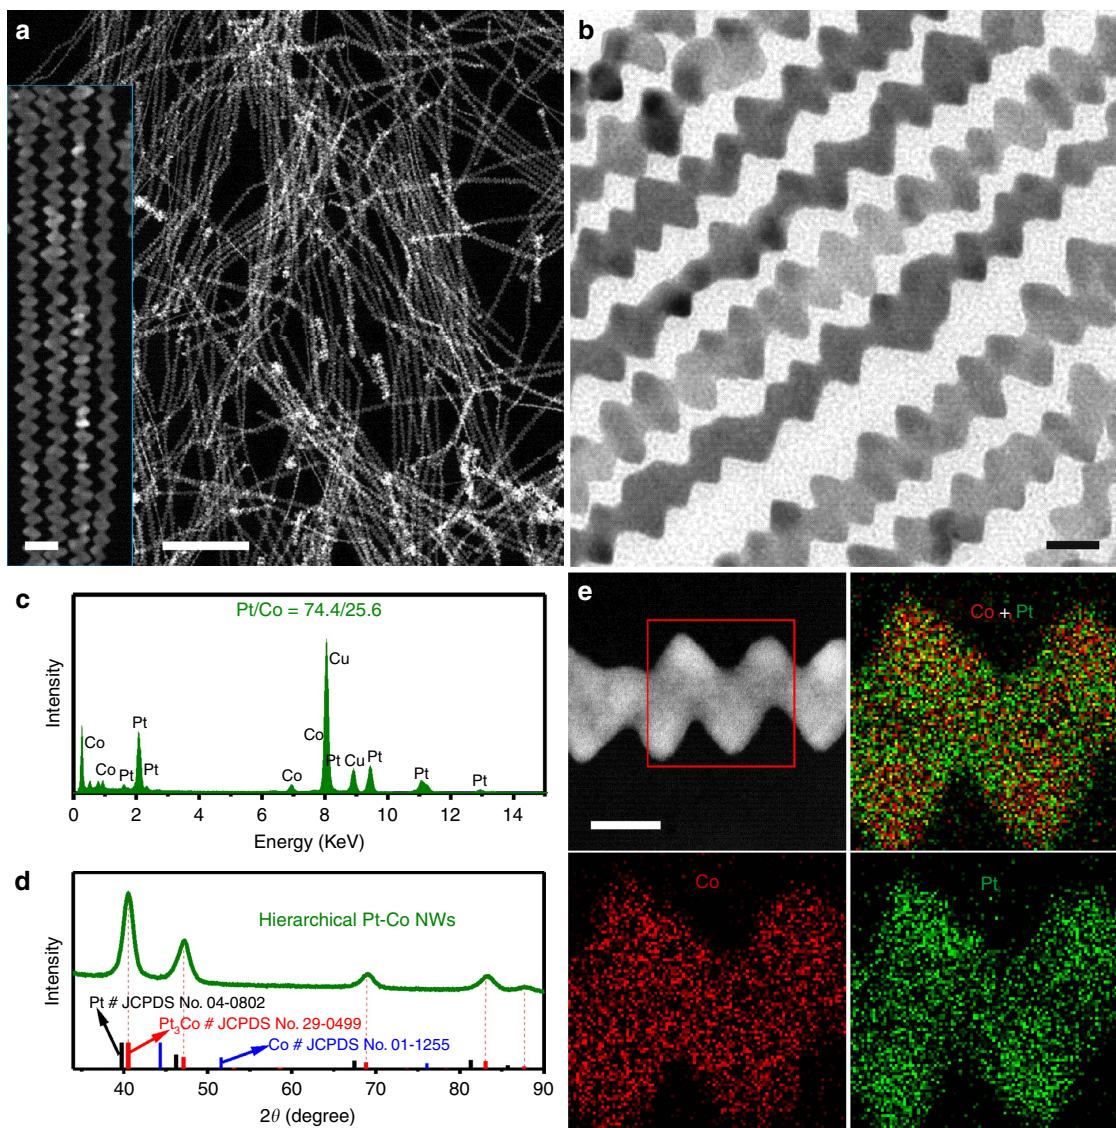 a
b
c
Pt/Co = 74.4/25.6
Intensity
Co
Co
Pt
Pt
Pt
Co
Co
Pt
Cu
Cu
Pt
Pt
Pt
0 2 4 6 8 10 12 14
Energy (KeV)
d
Hierarchical Pt-Co NWs
Intensity
Pt # JCPDS No. 04-0802
Pt₃Co # JCPDS No. 29-0499
Co # JCPDS No. 01-1255
40 50 60 70 80 90
2θ (degree)
e
Co + Pt
Co
Pt